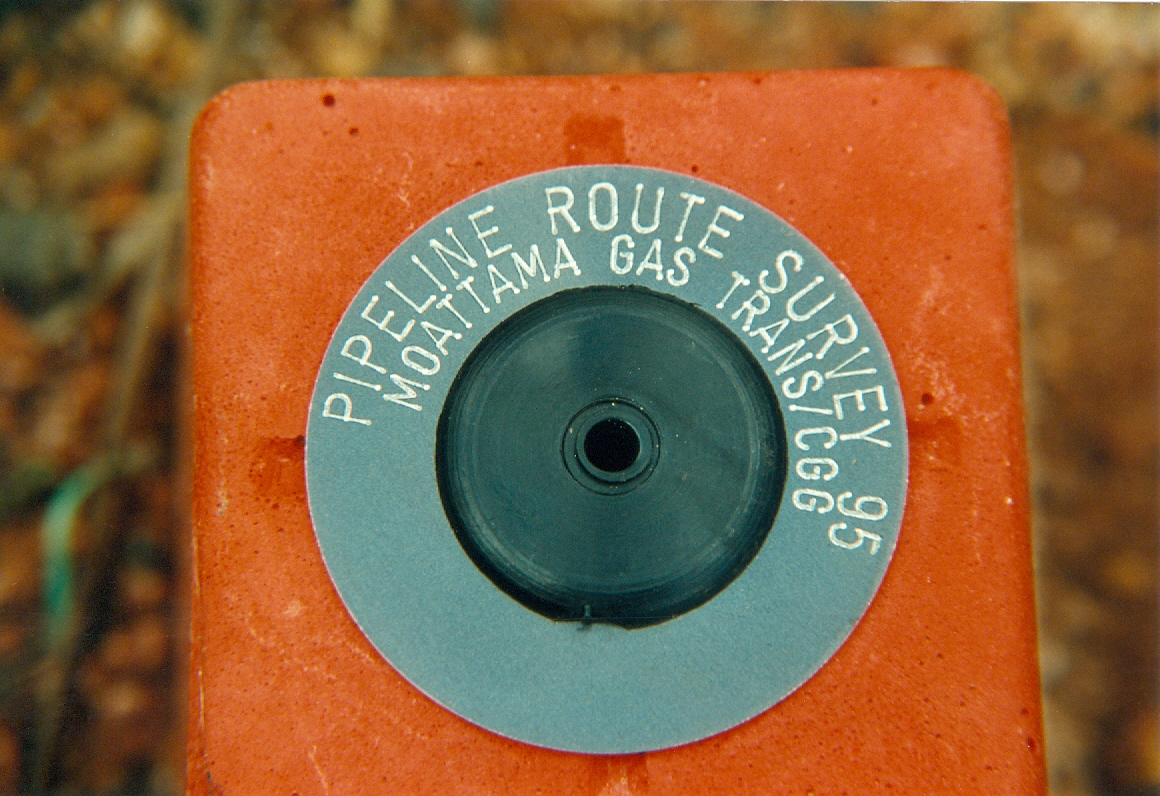 PIPELINE ROUTE SURVEY 95
MOATTAMA GAS TRANS/CGG